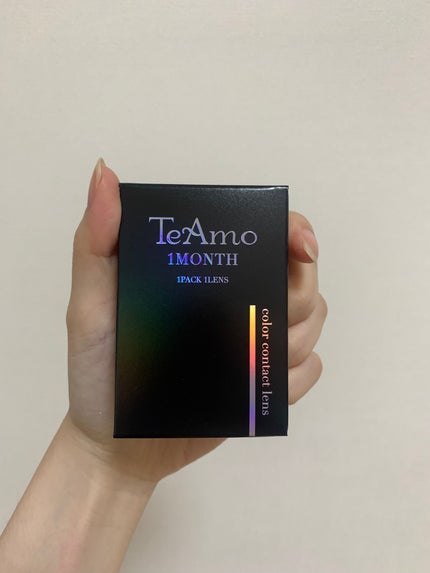 TeAmo
1MONTH
1PACK 1LENS
color contact lens